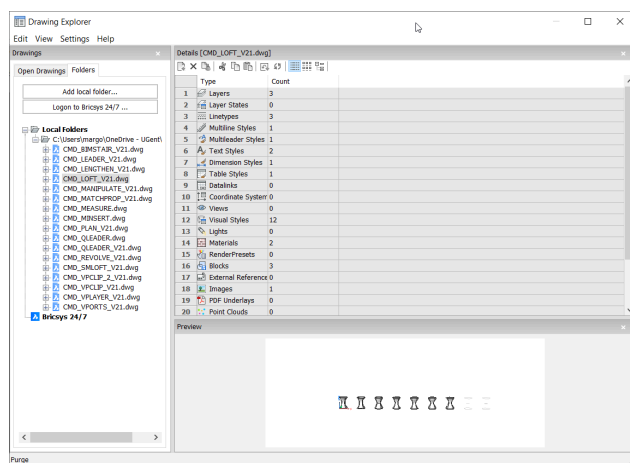 Drawing Explorer
Edit View Settings Help
Drawings
Open Drawings Folders
Add local folder...
Logon to Bricsys 24/7 ...
Local Folders
C:\Users\margo\OneDrive - UGent\
CMD_BIMSTAIR_V21.dwg
CMD_LEADER_V21.dwg
CMD_LENGTHEN_V21.dwg
CMD_LOFT_V21.dwg
CMD_MANIPULATE_V21.dwg
CMD_MATCHPROP_V21.dwg
CMD_MEASURE.dwg
CMD_MINSERT.dwg
CMD_PLAN_V21.dwg
CMD_QLEADER.dwg
CMD_QLEADER_V21.dwg
CMD_REVOLVE_V21.dwg
CMD_SMLOFT_V21.dwg
CMD_VPCLIP_2_V21.dwg
CMD_VPCLIP_V21.dwg
CMD_VPLAYER_V21.dwg
CMD_VPORTS_V21.dwg
Bricsys 24/7
Details [CMD_LOFT_V21.dwg]
Type Count
1 Layers 3
2 Layer States 0
3 Linetypes 3
4 Multiline Styles 1
5 Multileader Styles 1
6 Text Styles 2
7 Dimension Styles 1
8 Table Styles 1
9 Datalinks 0
10 Coordinate System 0
11 Views 0
12 Visual Styles 12
13 Lights 0
14 Materials 2
15 RenderPresets 0
16 Blocks 3
17 External Reference 0
18 Images 1
19 PDF Underlays 0
20 Point Clouds 0
Preview
Purge